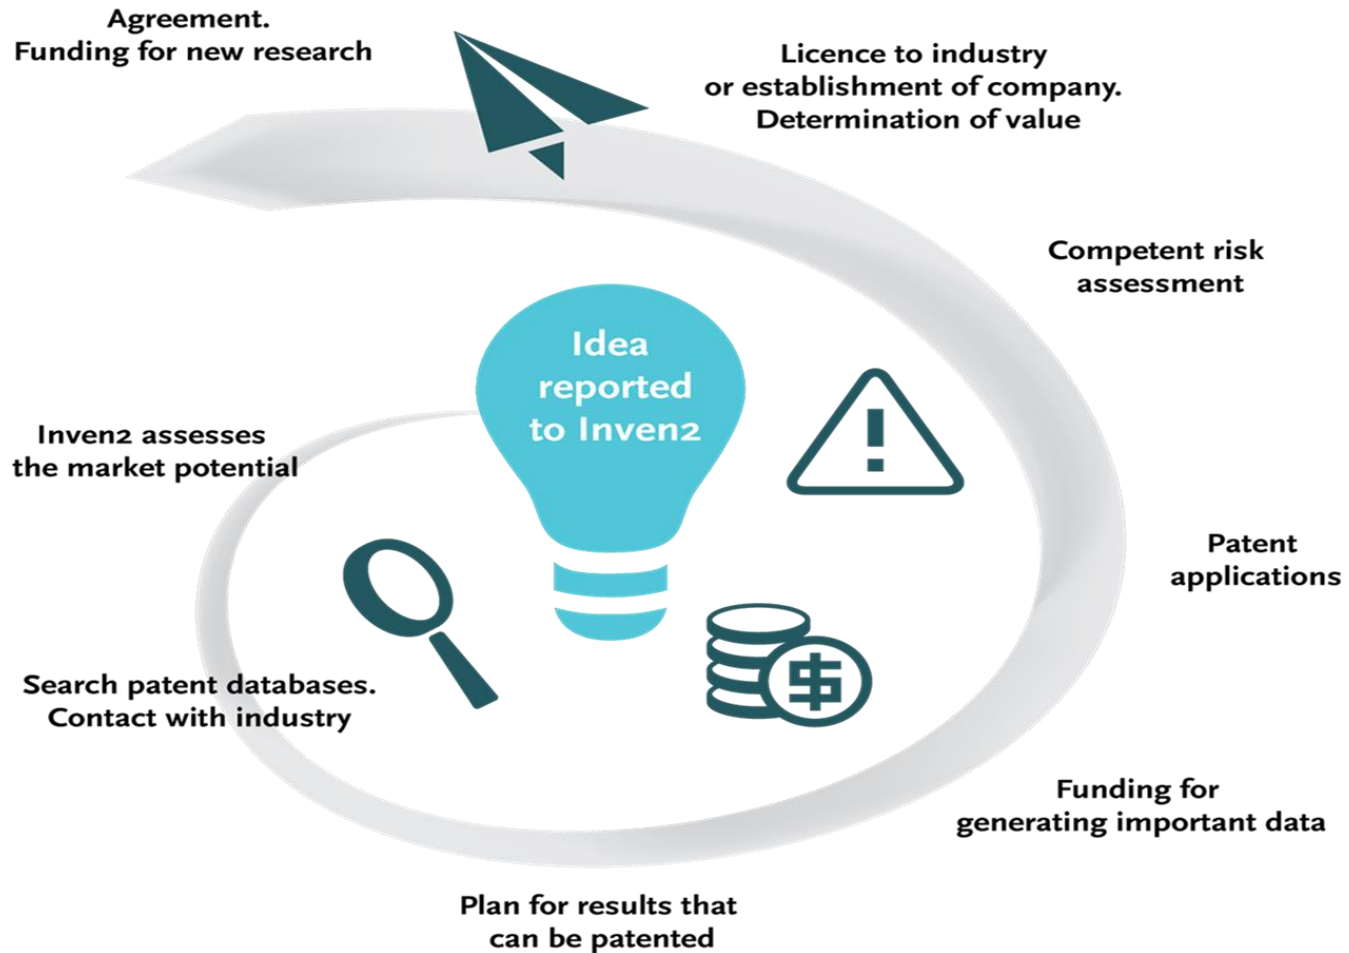 Agreement.
Funding for new research
Licence to industry
or establishment of company.
Determination of value
Competent risk
assessment
Idea
reported
to Inven2
Inven2 assesses
the market potential
Patent
applications
Search patent databases.
Contact with industry
Funding for
generating important data
Plan for results that
can be patented